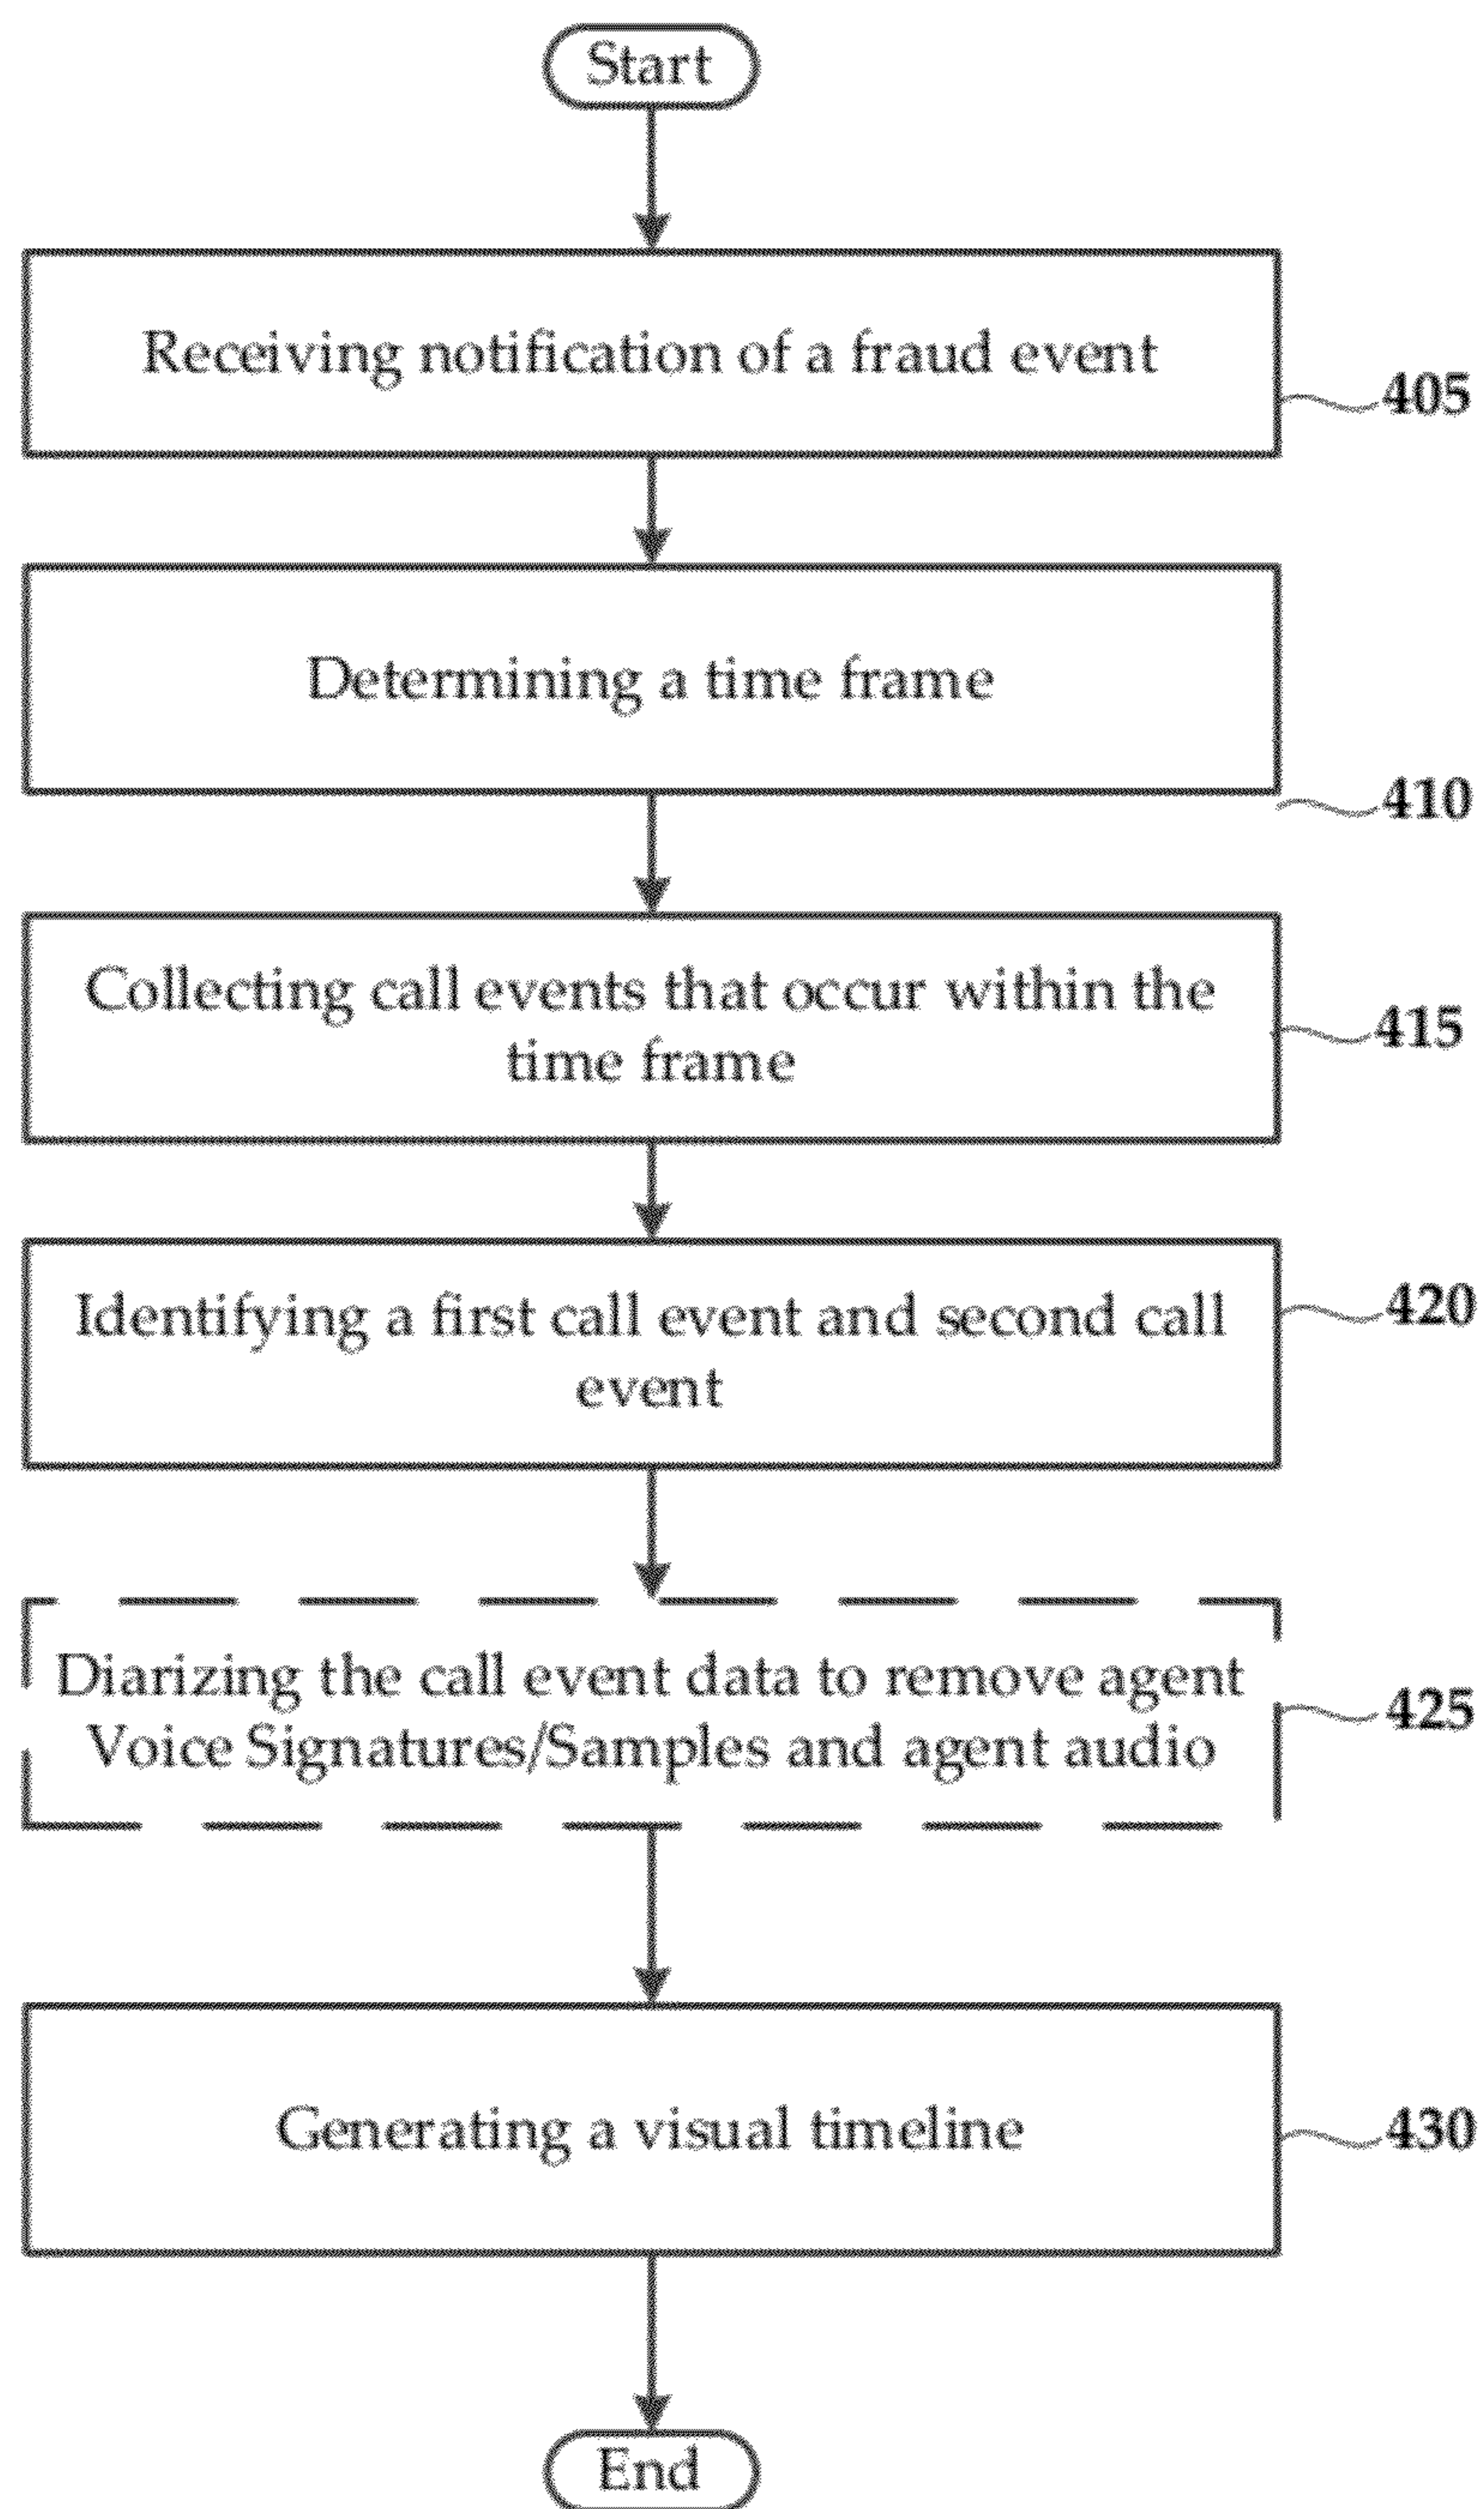 Start
Receiving notification of a fraud event
405
Determining a time frame
410
Collecting call events that occur within the
time frame
415
Identifying a first call event and second call
event
420
Diarizing the call event data to remove agent
Voice Signatures/Samples and agent audio
425
Generating a visual timeline
430
End